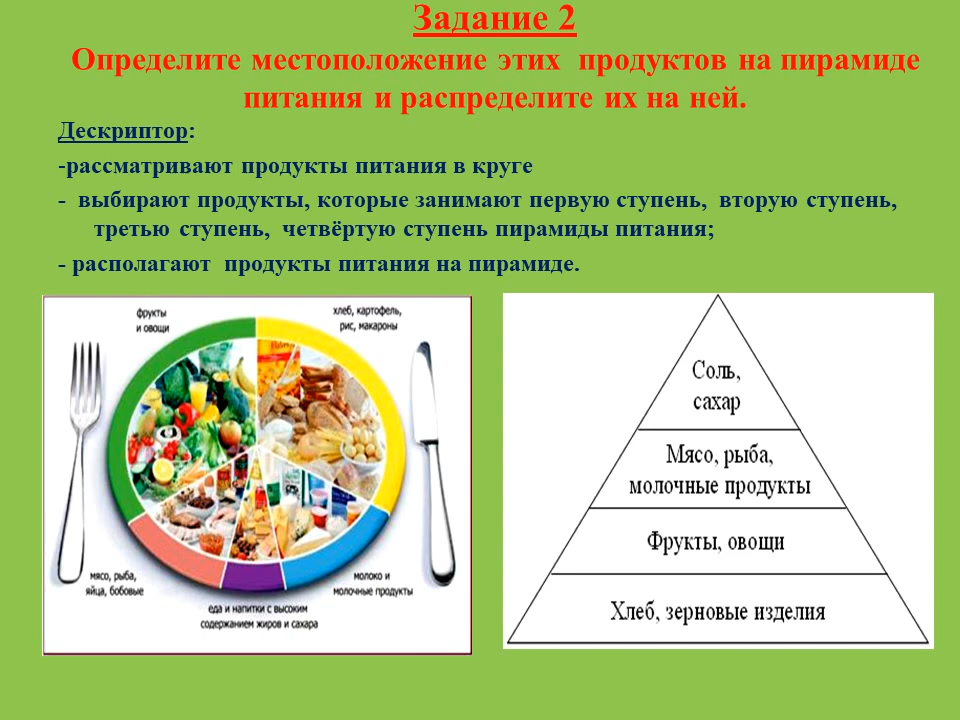 Задание 2
Определите местоположение этих продуктов на пирамиде
питания и распределите их на ней.
Дескриптор:
-рассматривают продукты питания в круге
- выбирают продукты, которые занимают первую ступень, вторую ступень,
третью ступень, четвёртую ступень пирамиды питания;
- располагают продукты питания на пирамиде.
фрукты
и овощи
хлеб, картофель,
рис, макароны
мясо, рыба,
яйца, бобовые
еда и напитки с высоким
содержанием жиров и сахара
молоко и
молочные продукты
Соль,
сахар
Мясо, рыба,
молочные продукты
Фрукты, овощи
Хлеб, зерновые изделия